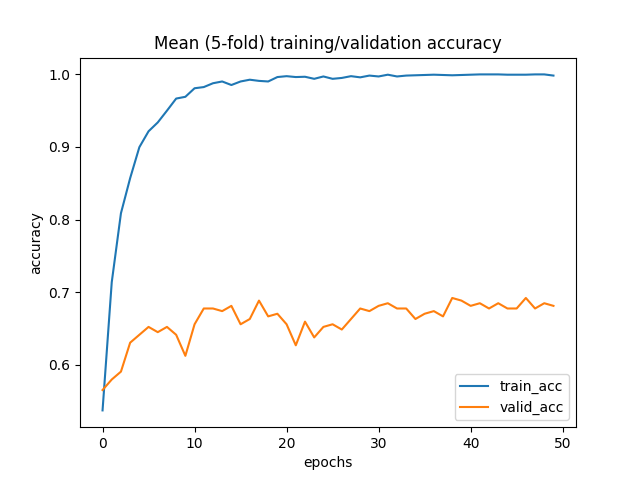 Mean (5-fold) training/validation accuracy
1.0
0.9
0.8
0.7
0.6
accuracy
train_acc
valid_acc
0
10
20
30
40
50
epochs